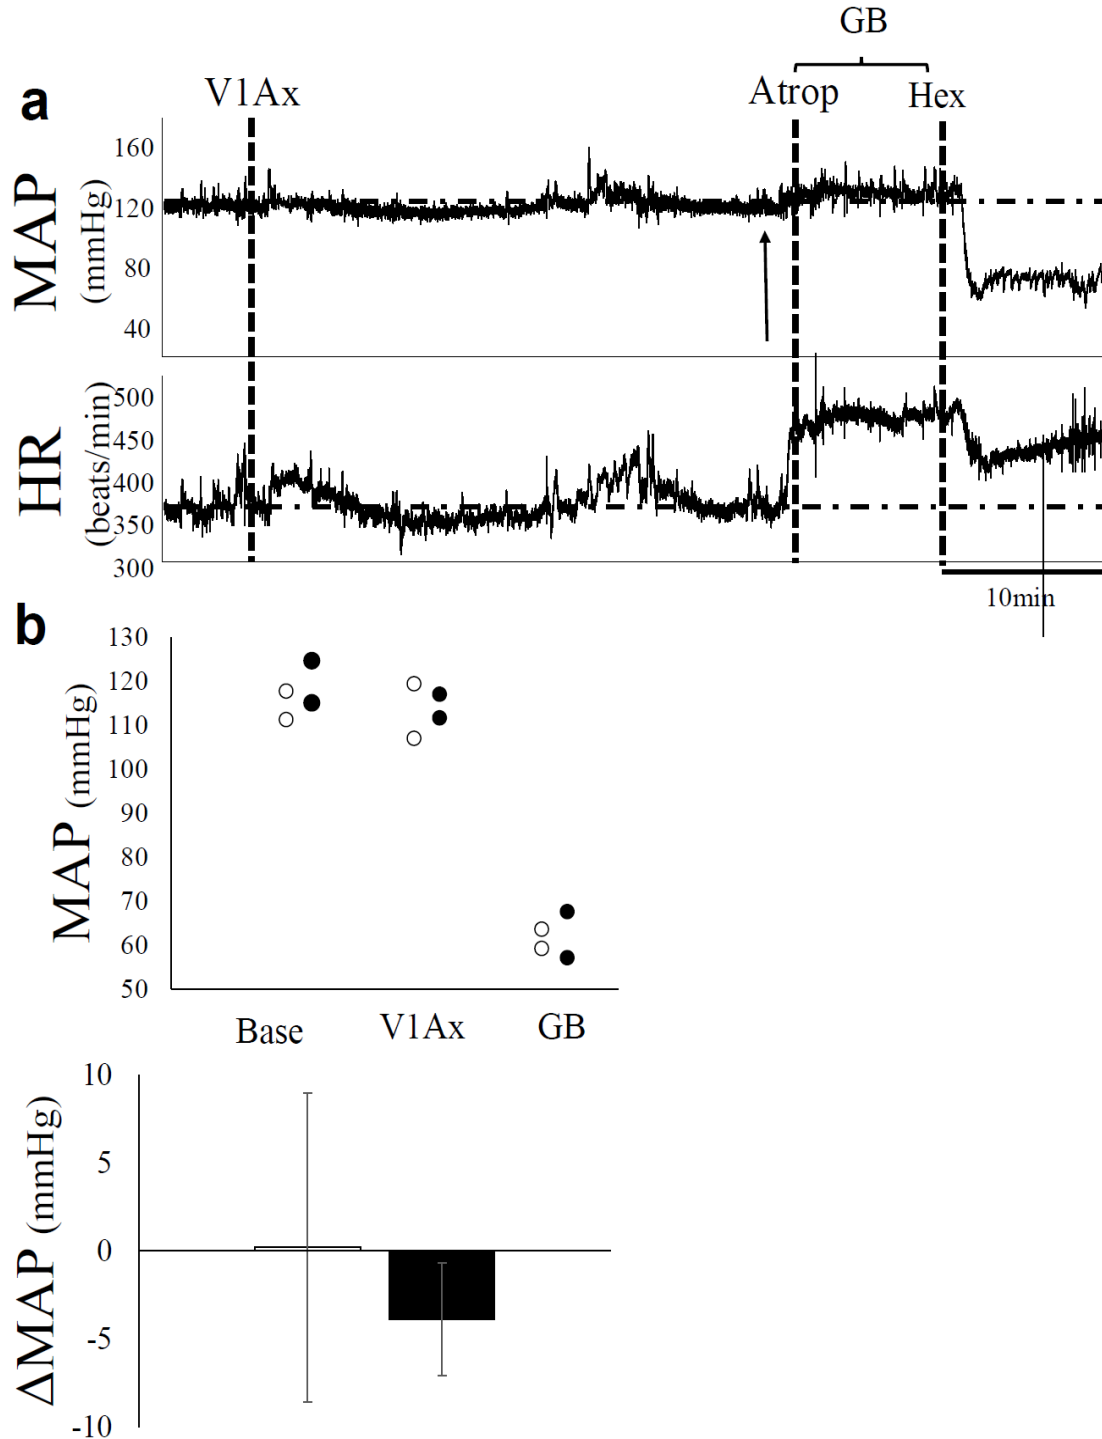 GB
a
V1Ax
Atrop
Hex
MAP
(mmHg)
160
120
80
40
HR
(beats/min)
500
450
400
350
300
10min
b
MAP (mmHg)
130
120
110
100
90
80
70
60
50
Base
V1Ax
GB
ΔMAP (mmHg)
10
5
0
-5
-10